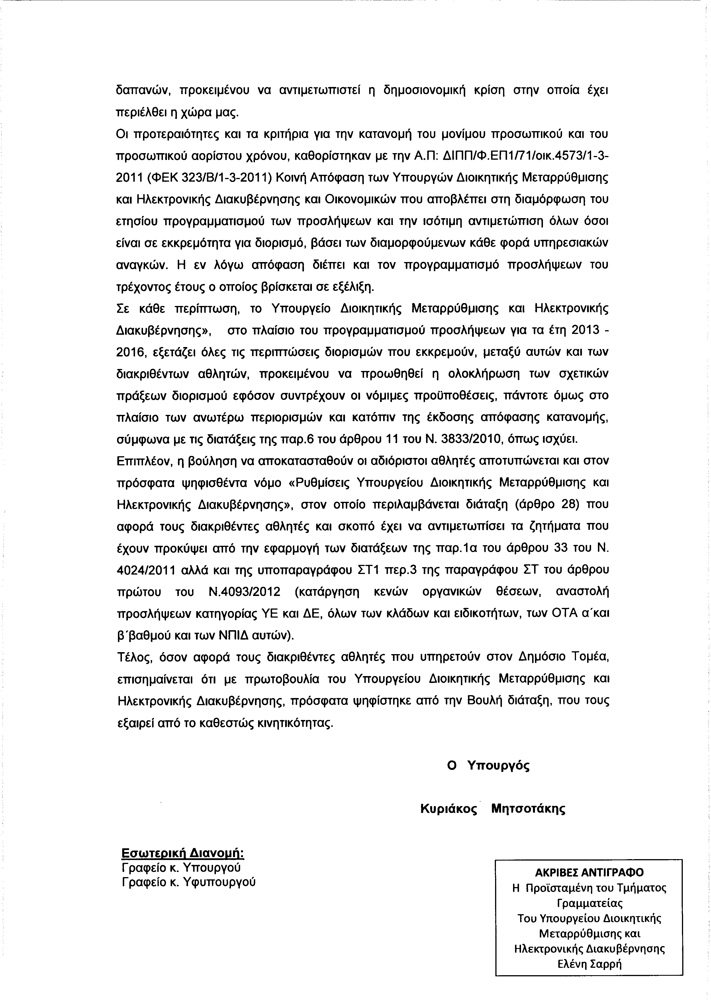 δαπανών, προκειμένου να αντιμετωπιστεί η δημοσιονομική κρίση στην οποία έχει
περιέλθει η χώρα μας.
Οι προτεραιότητες και τα κριτήρια για την κατανομή του μονίμου προσωπικού και του
προσωπικού αορίστου χρόνου, καθορίστηκαν με την Α.Π: ΔΙΠΠ/Φ.ΕΠ1/71/οικ.4573/1-3-
2011 (ΦΕΚ 323/Β/1-3-2011) Κοινή Απόφαση των Υπουργών Διοικητικής Μεταρρύθμισης
και Ηλεκτρονικής Διακυβέρνησης και Οικονομικών που αποβλέπει στη διαμόρφωση του
ετησίου προγραμματισμού των προσλήψεων και την ισότιμη αντιμετώπιση όλων όσοι
είναι σε εκκρεμότητα για διορισμό, βάσει των διαμορφούμενων κάθε φορά υπηρεσιακών
αναγκών. Η εν λόγω απόφαση διέπει και τον προγραμματισμό προσλήψεων του
τρέχοντος έτους ο οποίος βρίσκεται σε εξέλιξη.
Σε κάθε περίπτωση, το Υπουργείο Διοικητικής Μεταρρύθμισης και Ηλεκτρονικής
Διακυβέρνησης», στο πλαίσιο του προγραμματισμού προσλήψεων για τα έτη 2013 -
2016, εξετάζει όλες τις περιπτώσεις διορισμών που εκκρεμούν, μεταξύ αυτών και των
διακριθέντων αθλητών, προκειμένου να προωθηθεί η ολοκλήρωση των σχετικών
πράξεων διορισμού εφόσον συντρέχουν οι νόμιμες προϋποθέσεις, πάντοτε όμως στο
πλαίσιο των ανωτέρω περιορισμών και κατόπιν της έκδοσης απόφασης κατανομής,
σύμφωνα με τις διατάξεις της παρ.6 του άρθρου 11 του Ν. 3833/2010, όπως ισχύει.
Επιπλέον, η βούληση να αποκατασταθούν οι αδιόριστοι αθλητές αποτυπώνεται και στον
πρόσφατα ψηφισθέντα νόμο «Ρυθμίσεις Υπουργείου Διοικητικής Μεταρρύθμισης και
Ηλεκτρονικής Διακυβέρνησης», στον οποίο περιλαμβάνεται διάταξη (άρθρο 28) που
αφορά τους διακριθέντες αθλητές και σκοπό έχει να αντιμετωπίσει τα ζητήματα που
έχουν προκύψει από την εφαρμογή των διατάξεων της παρ.1α του άρθρου 33 του Ν.
4024/2011 αλλά και της υποπαραγράφου ΣΤ1 περ.3 της παραγράφου ΣΤ του άρθρου
πρώτου του Ν.4093/2012 (κατάργηση κενών οργανικών θέσεων, αναστολή
προσλήψεων κατηγορίας ΥΕ και ΔΕ, όλων των κλάδων και ειδικοτήτων, των ΟΤΑ α΄και
β΄βαθμού και των ΝΠΙΔ αυτών).
Τέλος, όσον αφορά τους διακριθέντες αθλητές που υπηρετούν στον Δημόσιο Τομέα,
επισημαίνεται ότι με πρωτοβουλία του Υπουργείου Διοικητικής Μεταρρύθμισης και
Ηλεκτρονικής Διακυβέρνησης, πρόσφατα ψηφίστηκε από την Βουλή διάταξη, που τους
εξαιρεί από το καθεστώς κινητικότητας.
Ο Υπουργός
Κυριάκος Μητσοτάκης
Εσωτερική Διανομή:
Γραφείο κ. Υπουργού
Γραφείο κ. Υφυπουργού
ΑΚΡΙΒΕΣ ΑΝΤΙΓΡΑΦΟ
Η Προϊσταμένη του Τμήματος
Γραμματείας
Του Υπουργείου Διοικητικής
Μεταρρύθμισης και
Ηλεκτρονικής Διακυβέρνησης
Ελένη Σαρρή